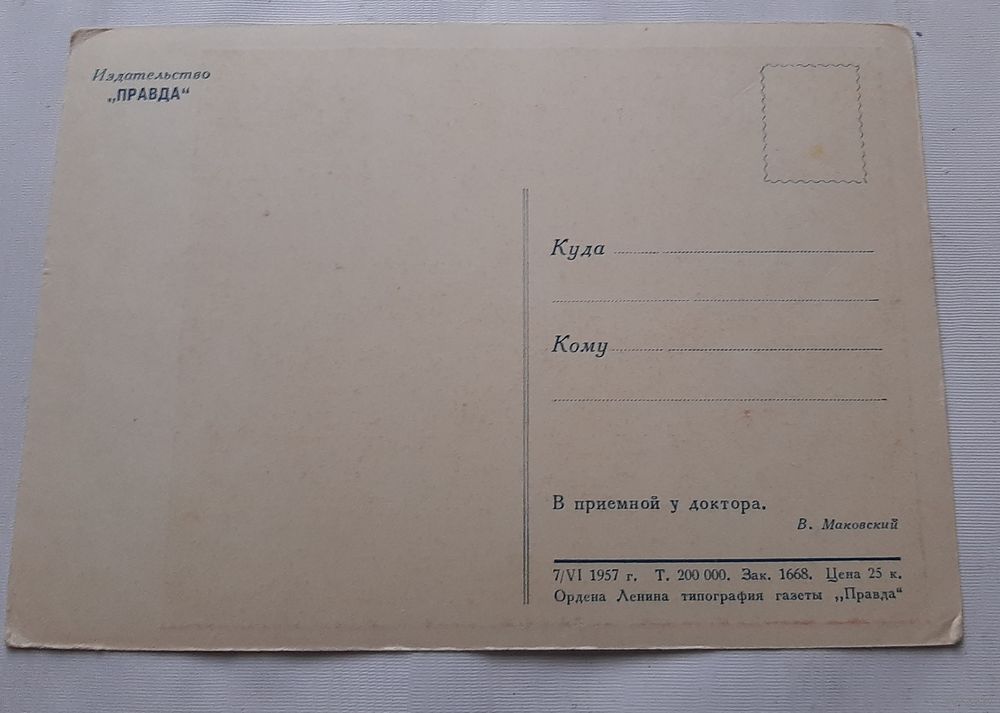 Издательство
„ПРАВДА“
Куда
Кому
В приемной у доктора.
В. Маковский
7/VI 1957 г. Т. 200 000. Зак. 1668. Цена 25 к.
Ордена Ленина типография газеты „Правда“